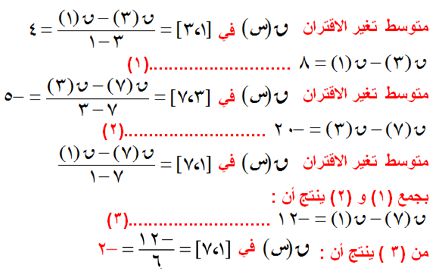 متوسط تغير الاقتران ق(س) في [٣،١] = (ق(٣) – ق(١)) / (٣ – ١) = ٤
ق(٣) – ق(١) = ٨ ............................(١)
متوسط تغير الاقتران ق(س) في [٧،٣] = (ق(٧) – ق(٣)) / (٧ – ٣) = –٥
ق(٧) – ق(٣) = –٢٠ ............................(٢)
متوسط تغير الاقتران ق(س) في [٧،١] = (ق(٧) – ق(١)) / (٧ – ١)
بجمع (١) و (٢) ينتج أن :
ق(٧) – ق(١) = –١٢ ............................(٣)
من (٣) ينتج أن : ق(س) في [٧،١] = –١٢ / ٦ = –٢